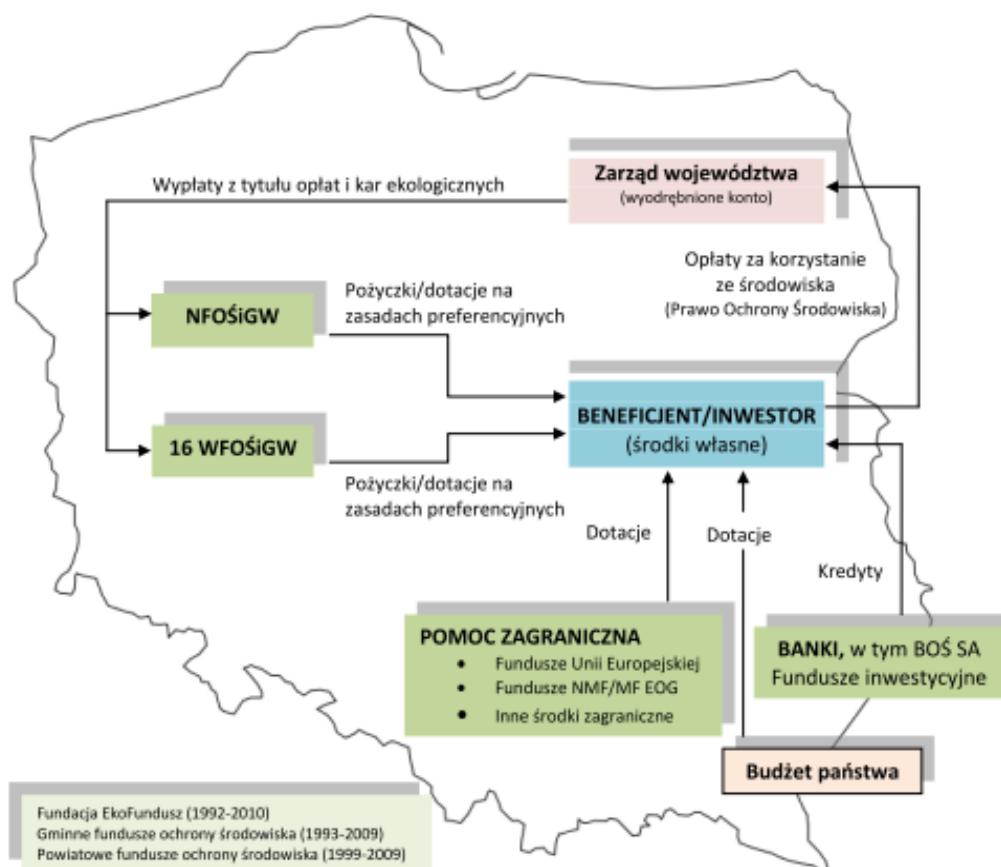 Zarząd województwa
(wyodrębnione konto)
Wypłaty z tytułu opłat i kar ekologicznych
Opłaty za korzystanie
ze środowiska
(Prawo Ochrony Środowiska)
NFOŚiGW
Pożyczki/dotacje na
zasadach preferencyjnych
BENEFICJENT/INWESTOR
(środki własne)
16 WFOŚiGW
Pożyczki/dotacje na
zasadach preferencyjnych
Dotacje
Dotacje
Kredyty
POMOC ZAGRANICZNA
• Fundusze Unii Europejskiej
• Fundusze NMF/MF EOG
• Inne środki zagraniczne
BANKI, w tym BOŚ SA
Fundusze inwestycyjne
Budżet państwa
Fundacja EkoFundusz (1992-2010)
Gminne fundusze ochrony środowiska (1993-2009)
Powiatowe fundusze ochrony środowiska (1999-2009)